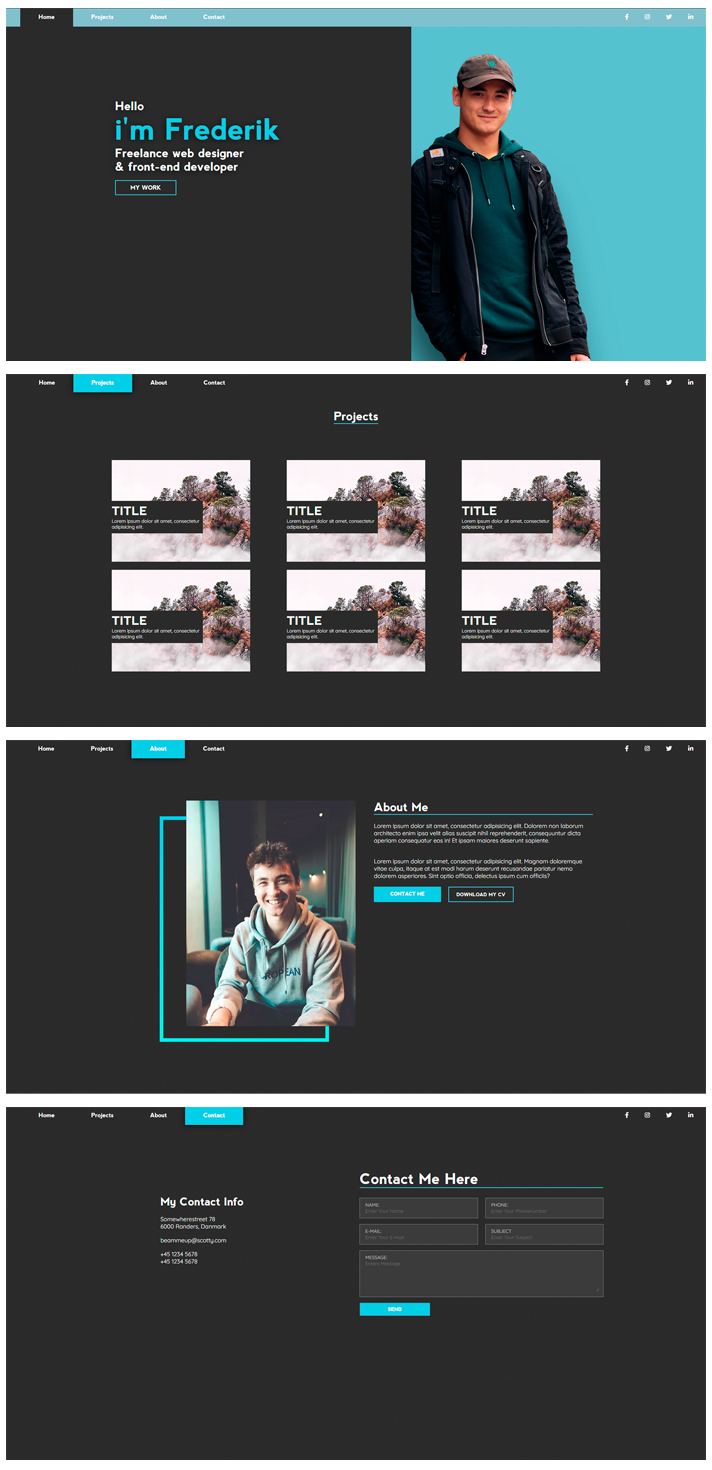 Home Projects About Contact
Hello
i'm Frederik
Freelance web designer
& front-end developer
MY WORK
Home Projects About Contact
Projects
TITLE
Lorem ipsum dolor sit amet, consectetur
adipisicing elit.
TITLE
Lorem ipsum dolor sit amet, consectetur
adipisicing elit.
TITLE
Lorem ipsum dolor sit amet, consectetur
adipisicing elit.
TITLE
Lorem ipsum dolor sit amet, consectetur
adipisicing elit.
TITLE
Lorem ipsum dolor sit amet, consectetur
adipisicing elit.
TITLE
Lorem ipsum dolor sit amet, consectetur
adipisicing elit.
Home Projects About Contact
About Me
Lorem ipsum dolor sit amet, consectetur adipisicing elit. Dolorem non laborum
architecto enim ipsa velit alias suscipit nihil reprehenderit, consequuntur dicta
aperiam consequatur eos in! Et ipsam maiores deserunt sapiente.
Lorem ipsum dolor sit amet, consectetur adipisicing elit. Magnam doloremque
vitae culpa, itaque at est modi harum deserunt recusandae pariatur nemo
dolorem asperiores. Sint optio officia, delectus ipsum cum officiis?
CONTACT ME
DOWNLOAD MY CV
Home Projects About Contact
My Contact Info
Somewherestreet 78
6000 Randers, Danmark
beammeup@scotty.com
+45 1234 5678
+45 1234 5678
Contact Me Here
NAME:
Enter Your Name
PHONE:
Enter Your Phonenumber
E-MAIL:
Enter Your E-mail
SUBJECT
Enter Your Subject
MESSAGE:
Message
SEND